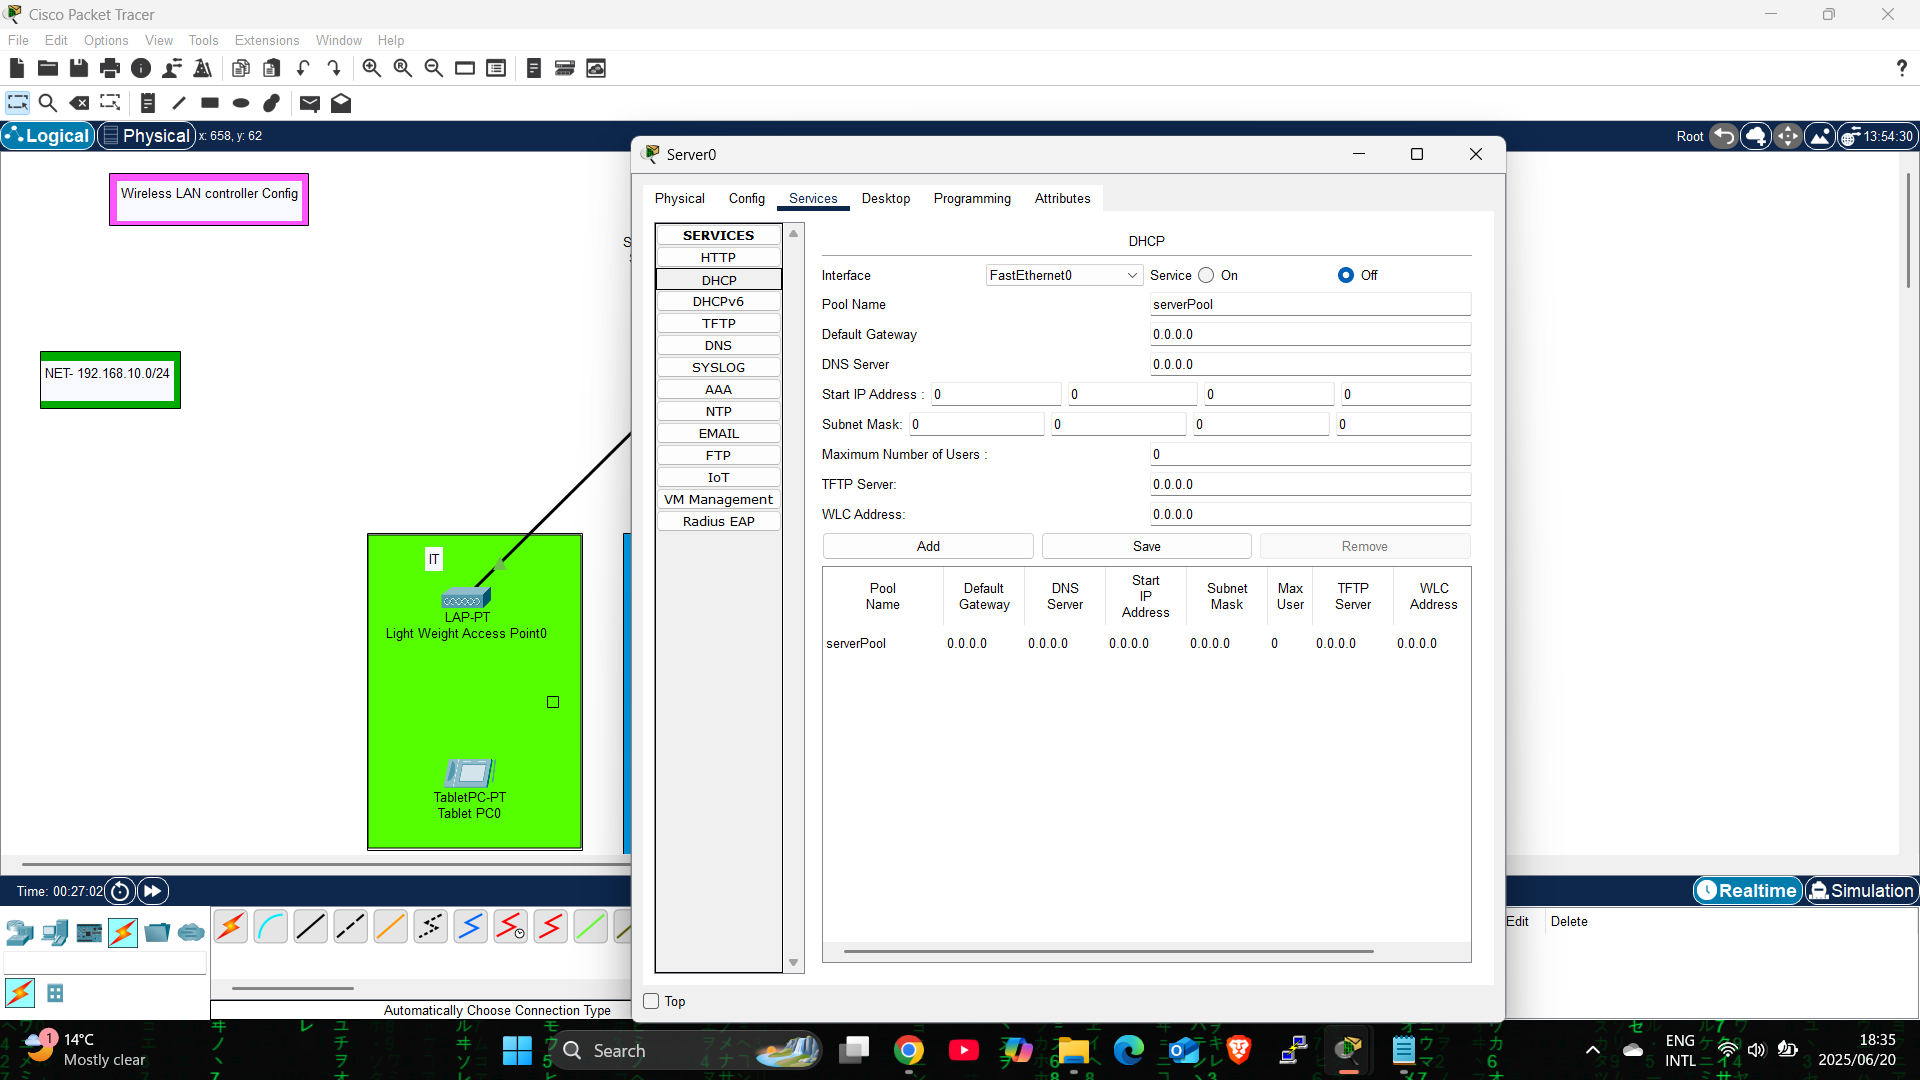 Cisco Packet Tracer
File Edit Options View Tools Extensions Window Help
?
Logical Physical x: 658, y: 62 Root 13:54:30
Wireless LAN controller Config
NET- 192.168.10.0/24
IT
LAP-PT
Light Weight Access Point0
TabletPC-PT
Tablet PC0
S
Server0
Physical Config Services Desktop Programming Attributes
SERVICES
HTTP
DHCP
DHCPv6
TFTP
DNS
SYSLOG
AAA
NTP
EMAIL
FTP
IoT
VM Management
Radius EAP
DHCP
Interface FastEthernet0 Service On Off
Pool Name serverPool
Default Gateway 0.0.0.0
DNS Server 0.0.0.0
Start IP Address : 0 0 0 0
Subnet Mask: 0 0 0 0
Maximum Number of Users : 0
TFTP Server: 0.0.0.0
WLC Address: 0.0.0.0
Add Save Remove
Pool Name Default Gateway DNS Server Start IP Address Subnet Mask Max User TFTP Server WLC Address
serverPool 0.0.0.0 0.0.0.0 0.0.0.0 0.0.0.0 0 0.0.0.0 0.0.0.0
Top
Time: 00:27:02 Realtime Simulation
Edit Delete
Automatically Choose Connection Type
1
14°C
Mostly clear
Search
ENG
INTL
18:35
2025/06/20